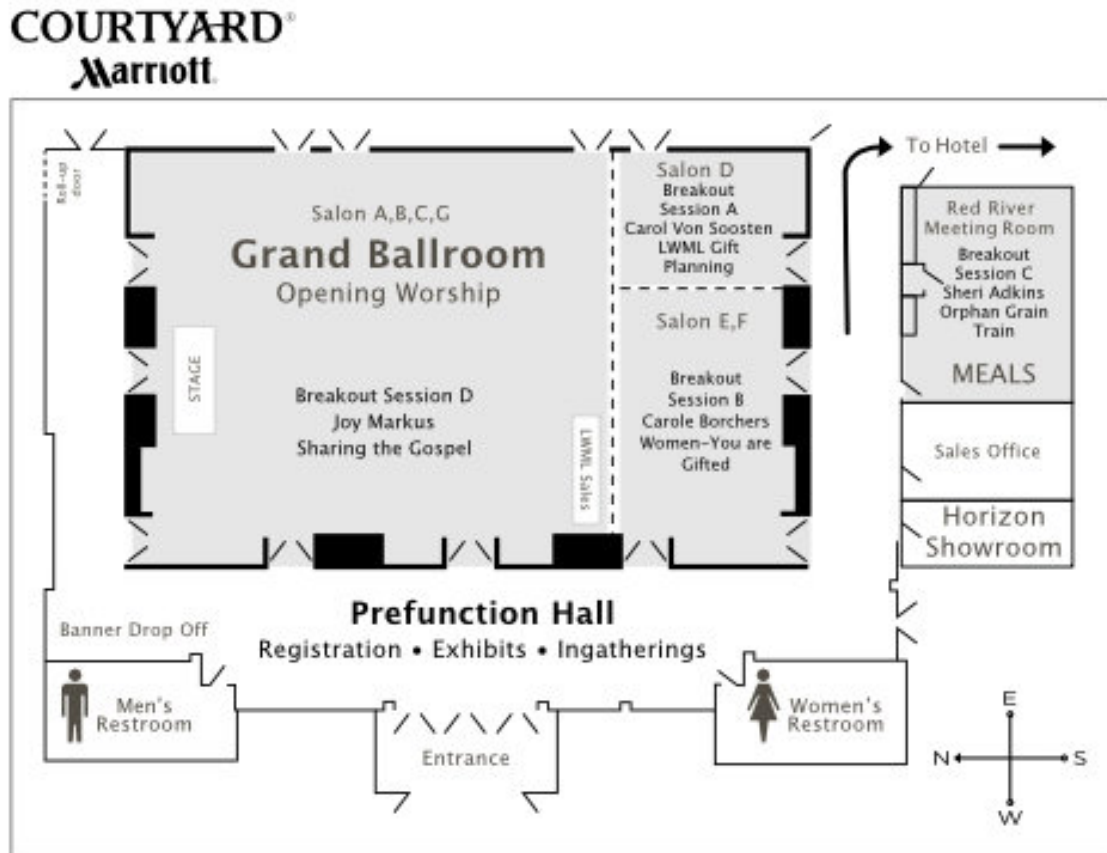 COURTYARD®
Marriott.
Roll-up
door
To Hotel
Salon A,B,C,G
Grand Ballroom
Opening Worship
STAGE
Breakout Session D
Joy Markus
Sharing the Gospel
LWML Sales
Salon D
Breakout
Session A
Carol Von Soosten
LWML Gift
Planning
Salon E,F
Breakout
Session B
Carole Borchers
Women-You are
Gifted
Red River
Meeting Room
Breakout
Session C
Sheri Adkins
Orphan Grain
Train
MEALS
Sales Office
Horizon
Showroom
Prefunction Hall
Registration • Exhibits • Ingatherings
Banner Drop Off
Men's
Restroom
Entrance
Women's
Restroom
E
N S
W